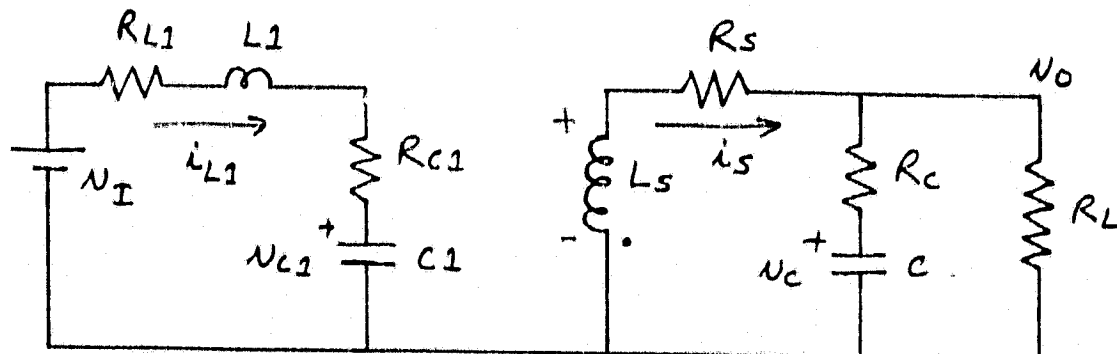 RL1
L1
RS
vO
iL1
RC1
+
iS
vI
LS
RC
RL
+
vC1
C1
-
+
vC
C